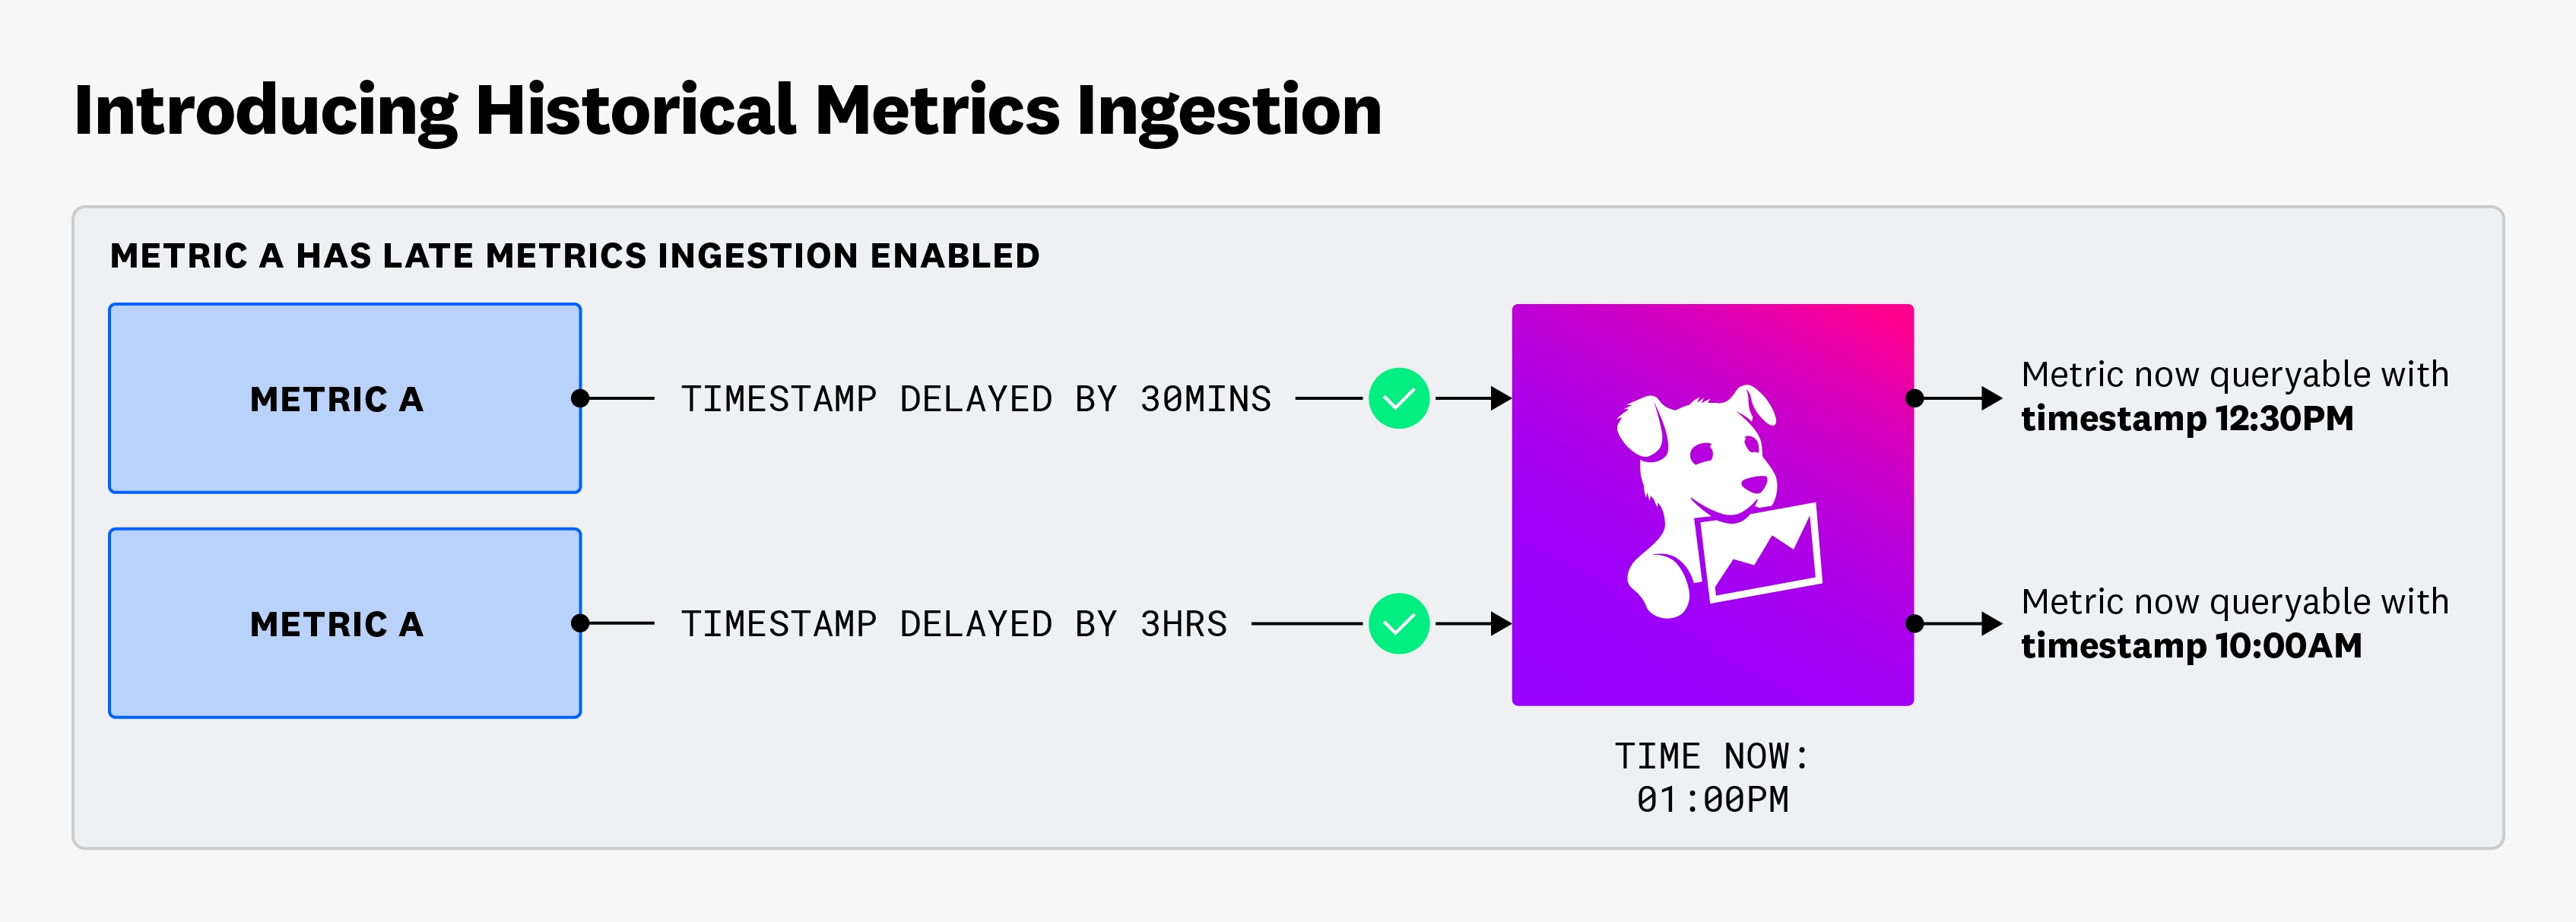 Introducing Historical Metrics Ingestion
METRIC A HAS LATE METRICS INGESTION ENABLED
METRIC A
TIMESTAMP DELAYED BY 30MINS
Metric now queryable with
timestamp 12:30PM
METRIC A
TIMESTAMP DELAYED BY 3HRS
Metric now queryable with
timestamp 10:00AM
TIME NOW:
01:00PM